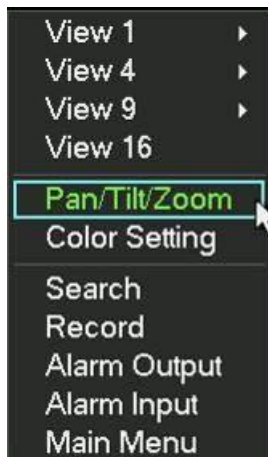 View 1
View 4
View 9
View 16
Pan/Tilt/Zoom
Color Setting
Search
Record
Alarm Output
Alarm Input
Main Menu